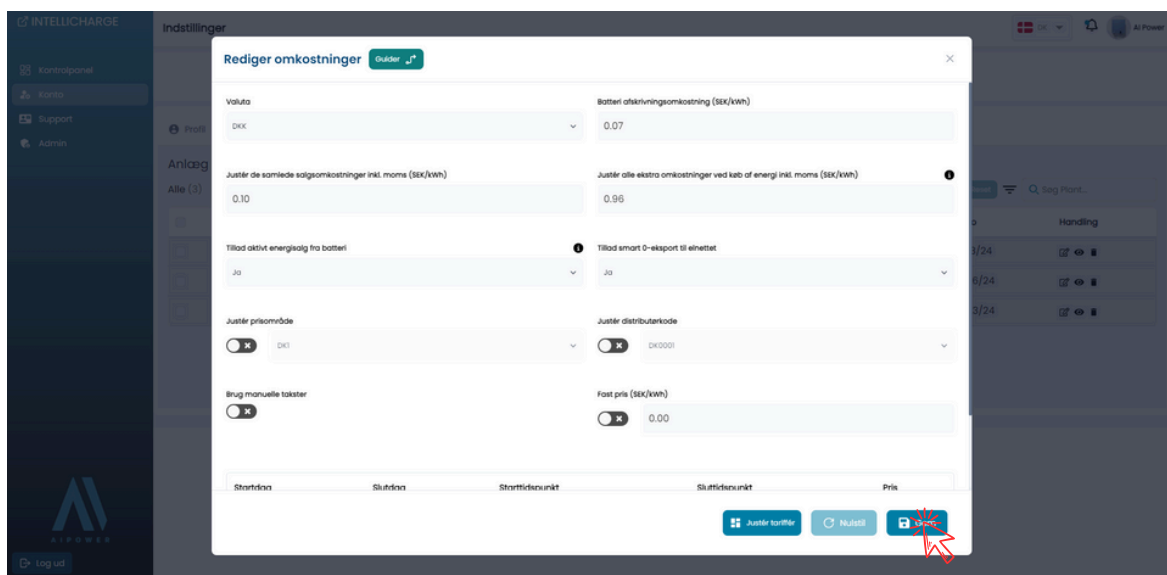 INTELLICHARGE
Indstillinger
DK
AI Power
Kontrolpanel
Konto
Support
Admin
Profil
Anlæg
Alle (3)
Søg Plant...
Handling
3/24
6/24
3/24
Log ud
AIPOWER
Rediger omkostninger
Guider
Valuta
DKK
Batteri afskrivningsomkostning (SEK/kWh)
0.07
Justér de samlede salgsomkostninger inkl. moms (SEK/kWh)
0.10
Justér alle ekstra omkostninger ved køb af energi inkl. moms (SEK/kWh)
0.96
Tillad aktivt energisalg fra batteri
Ja
Tillad smart 0-eksport til elnettet
Ja
Justér prisområde
DK1
Justér distributørkode
DK0001
Brug manuelle takster
Fast pris (SEK/kWh)
0.00
Startdag Slutdag Starttidspunkt Sluttidspunkt Pris
Justér tariffér
Nulstil